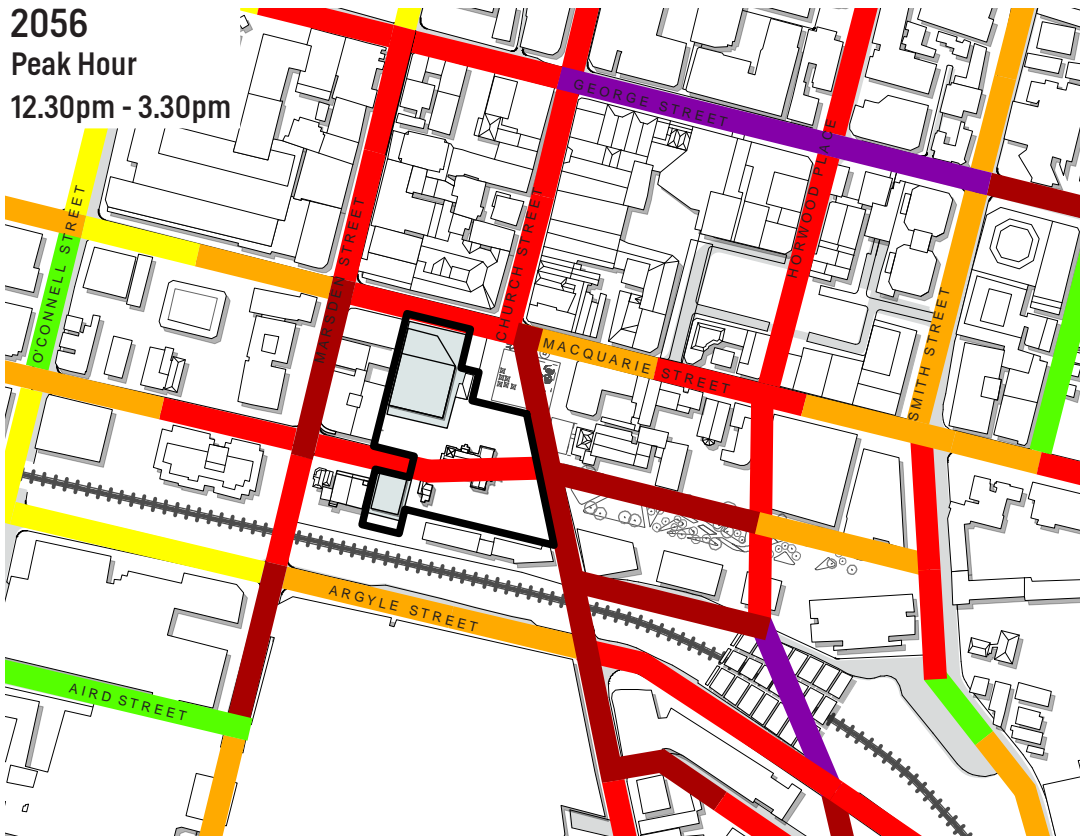 2056
Peak Hour
12.30pm - 3.30pm
GEORGE STREET
HORWOOD PLACE
O'CONNELL STREET
MARSDEN STREET
CHURCH STREET
MACQUARIE STREET
SMITH STREET
ARGYLE STREET
AIRD STREET